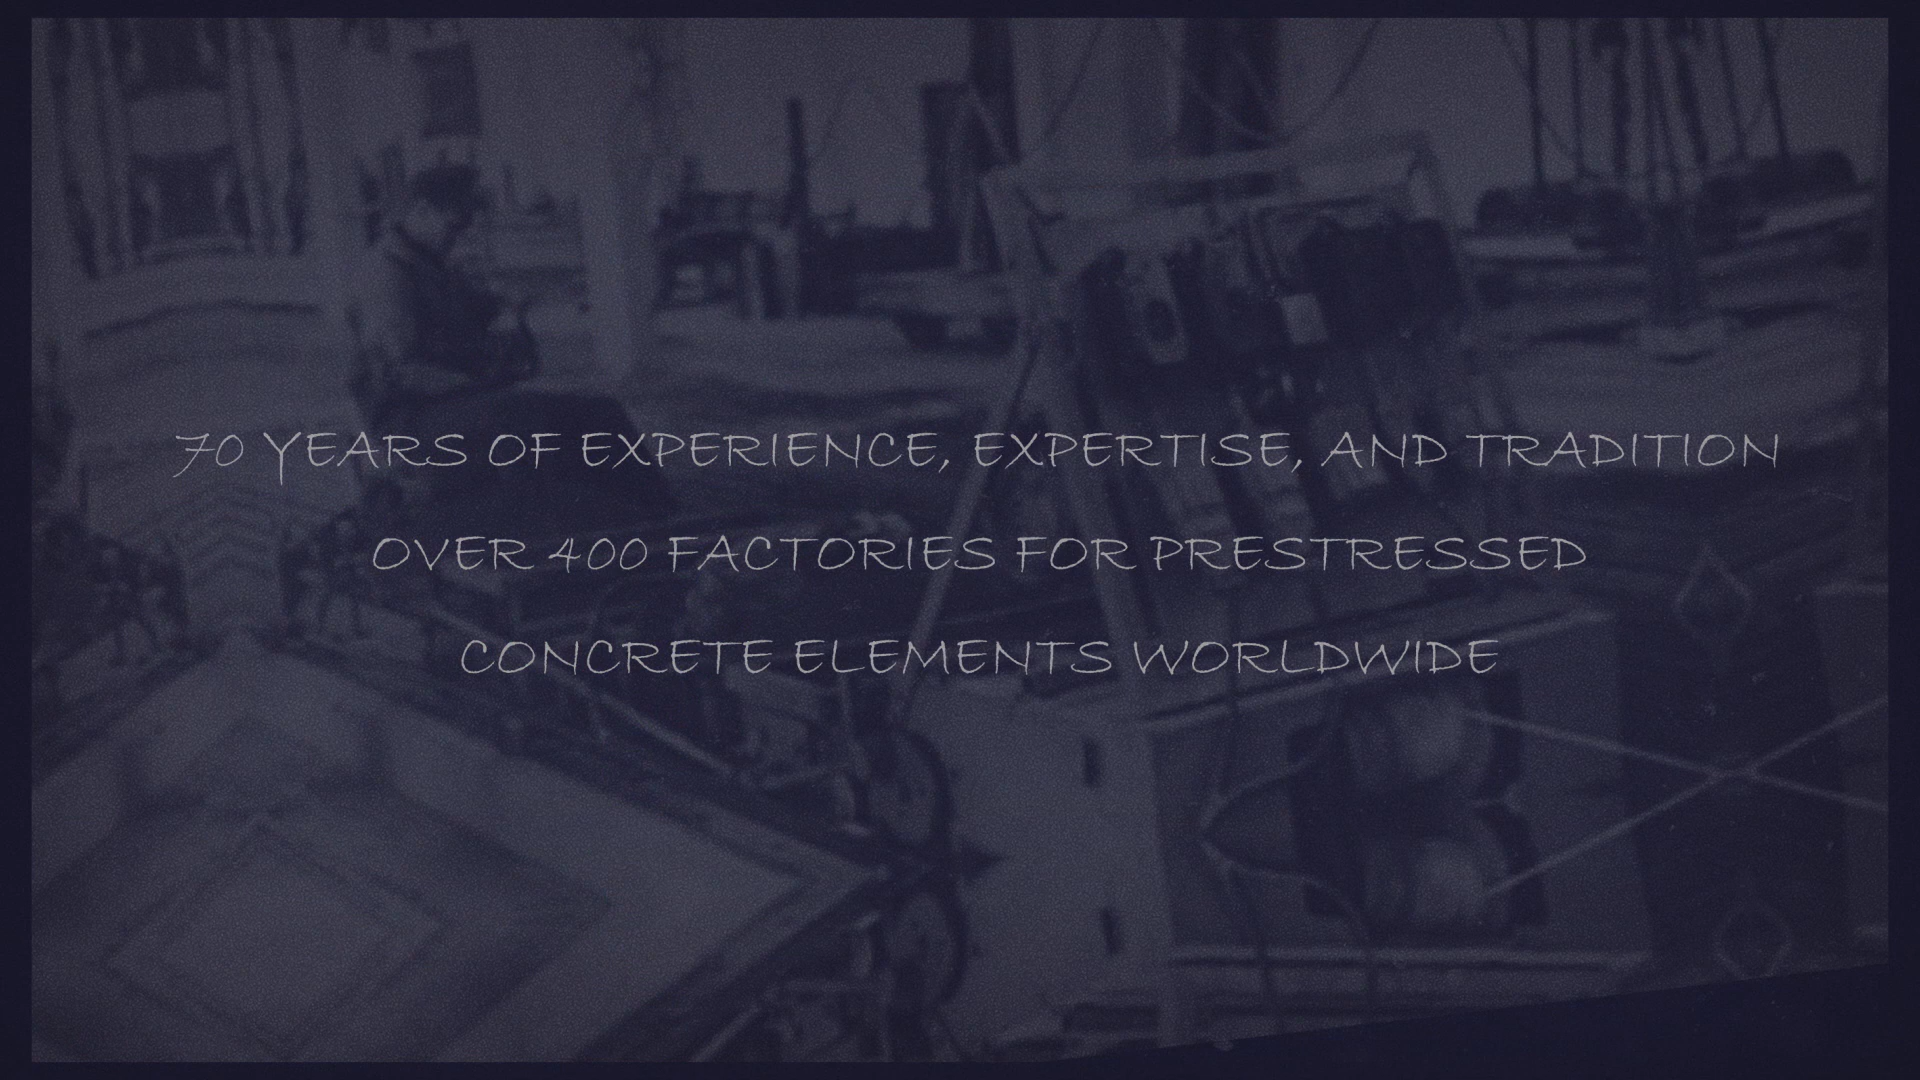 70 YEARS OF EXPERIENCE, EXPERTISE, AND TRADITION
OVER 400 FACTORIES FOR PRESTRESSED
CONCRETE ELEMENTS WORLDWIDE